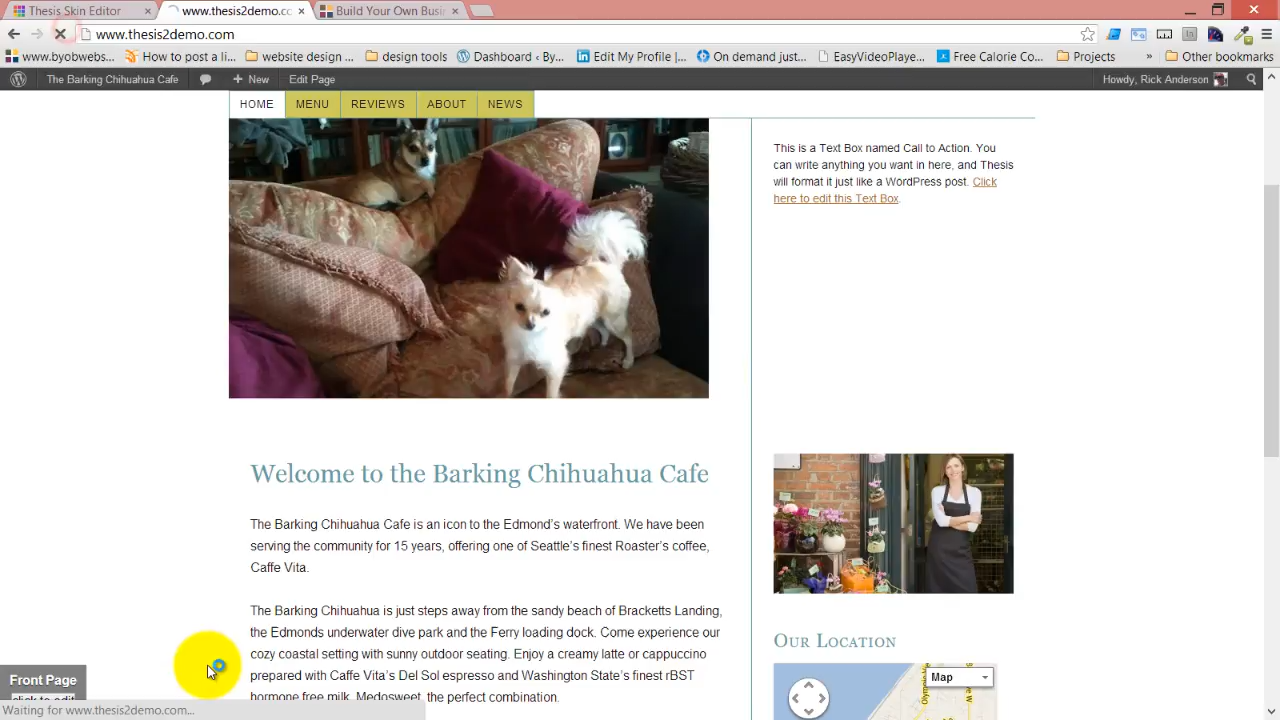 Thesis Skin Editor
www.thesis2demo.cc
Build Your Own Busi
www.thesis2demo.com
www.byobwebs...
How to post you li...
website design ...
design tools
Dashboard ‹ By...
Edit My Profile |...
On demand just...
EasyVideoPlaye...
Free Calorie Co...
Projects
»
Other bookmarks
The Barking Chihuahua Cafe
New
Edit Page
Howdy, Rick Anderson
HOME
MENU
REVIEWS
ABOUT
NEWS
This is a Text Box named Call to Action. You
can write anything you want in here, and Thesis
will format it just like a WordPress post. Click
here to edit this Text Box.
Welcome to the Barking Chihuahua Cafe
The Barking Chihuahua Cafe is an icon to the Edmond's waterfront. We have been
serving the community for 15 years, offering one of Seattle's finest Roaster's coffee,
Caffe Vita.
The Barking Chihuahua is just steps away from the sandy beach of Bracketts Landing,
the Edmonds underwater dive park and the Ferry loading dock. Come experience our
cozy coastal setting with sunny outdoor seating. Enjoy a creamy latte or cappuccino
prepared with Caffe Vita's Del Sol espresso and Washington State's finest rBST
hormone free milk, Medosweet, the perfect combination.
Our Location
Map
Front Page
click to edit
Waiting for www.thesis2demo.com...